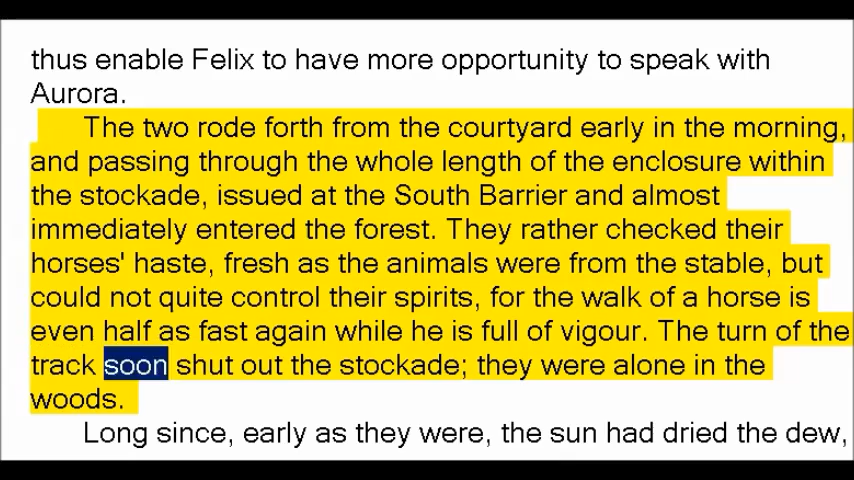 thus enable Felix to have more opportunity to speak with
Aurora.
The two rode forth from the courtyard early in the morning,
and passing through the whole length of the enclosure within
the stockade, issued at the South Barrier and almost
immediately entered the forest. They rather checked their
horses' haste, fresh as the animals were from the stable, but
could not quite control their spirits, for the walk of a horse is
even half as fast again while he is full of vigour. The turn of the
track soon shut out the stockade; they were alone in the
woods.
Long since, early as they were, the sun had dried the dew,